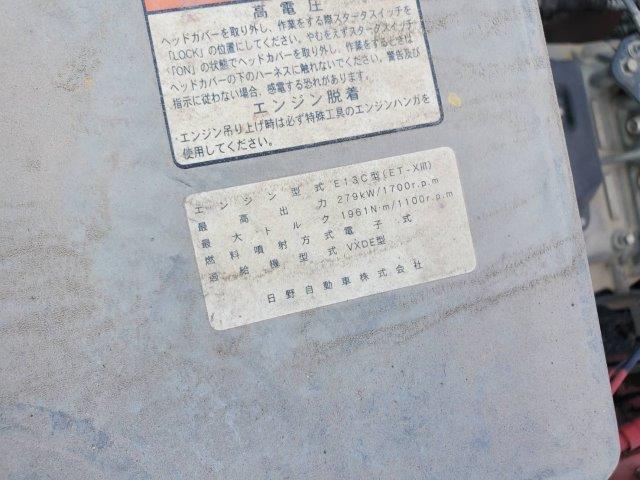 高電圧
ヘッドカバーを取り外し、作業をする際スタータスイッチを
「LOCK」の位置にしてください。やむをえずスタータスイッチ
「ON」の状態でヘッドカバーを取り外し、作業をするときは
ヘッドカバーの下のハーネスに触れないでください。警告及び
指示に従わない場合、感電する恐れがあります。
エンジン脱着
・エンジン吊り上げ時は必ず特殊工具のエンジンハンガを
使用してください。
エンジン型式 E13C型(ET-XIII)
最高出力 279kW/1700r.p.m
最大トルク 1961N·m/1100r.p.m
燃料噴射方式 電子式
過給機型式 VXDE型
日野自動車株式会社